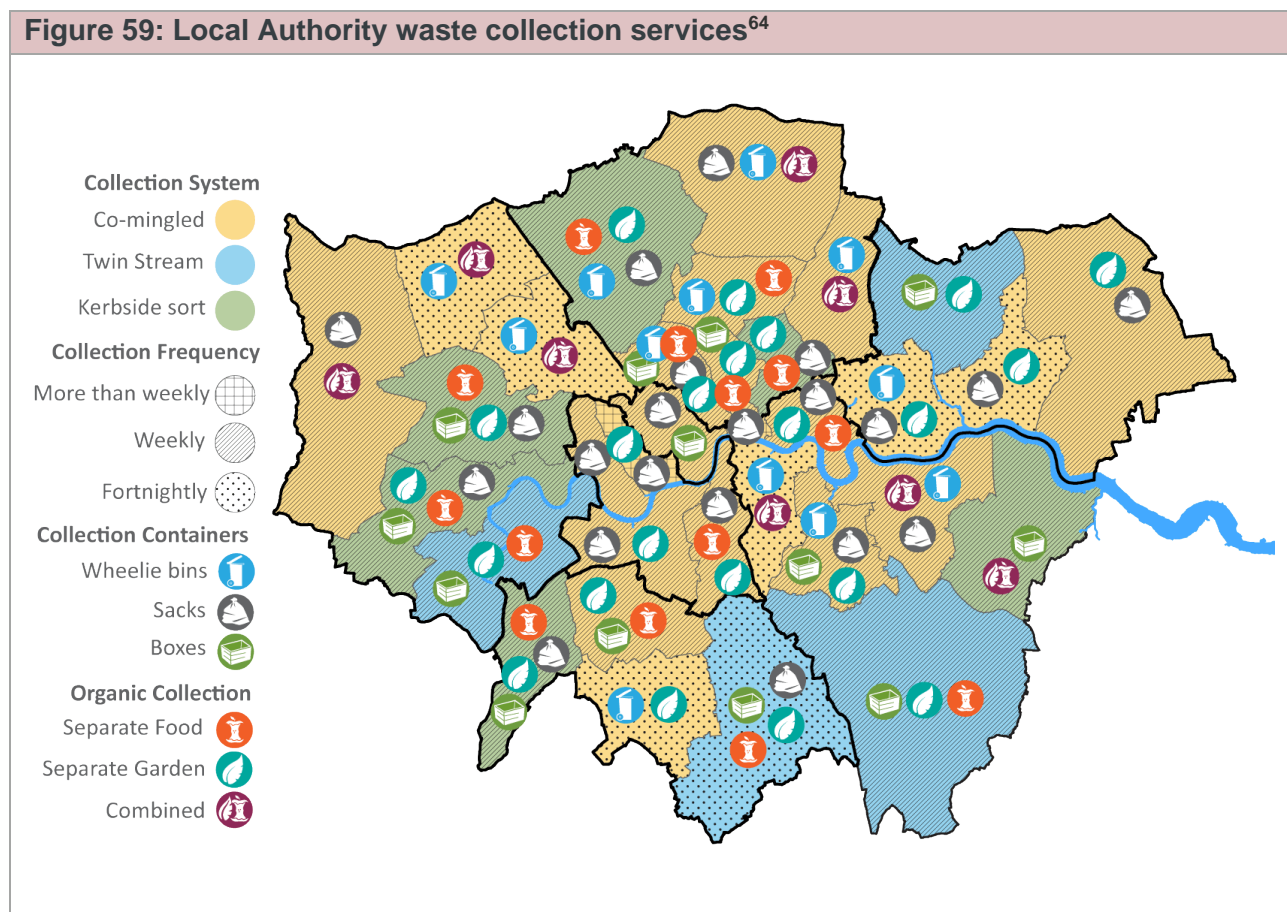 Figure 59: Local Authority waste collection services64
Collection System
Co-mingled
Twin Stream
Kerbside sort
Collection Frequency
More than weekly
Weekly
Fortnightly
Collection Containers
Wheelie bins
Sacks
Boxes
Organic Collection
Separate Food
Separate Garden
Combined